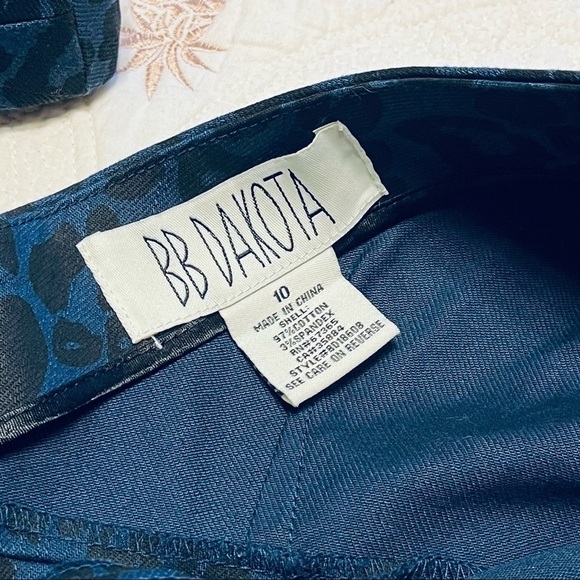 BB DAKOTA
10
MADE IN CHINA
SHELL:
97%COTTON
3%SPANDEX
RN#67365
CA#35884
STYLE#BD18608
SEE CARE ON REVERSE